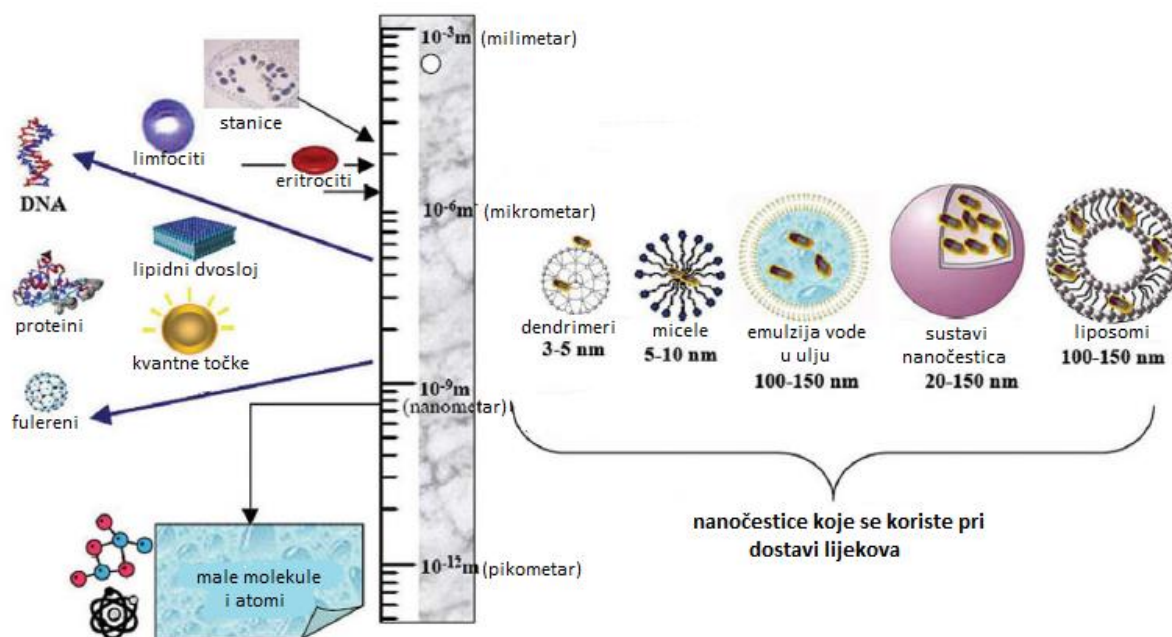 10⁻³m (milimetar)
stanice
limfociti
eritrociti
DNA
10⁻⁶m (mikrometar)
lipidni dvosloj
proteini
kvantne točke
fulereni
10⁻⁹m
(nanometar)
dendrimeri
3-5 nm
micele
5-10 nm
emulzija vode
u ulju
100-150 nm
sustavi
nanočestica
20-150 nm
liposomi
100-150 nm
nanočestice koje se koriste pri
dostavi lijekova
male molekule
i atomi
10⁻¹²m (pikometar)